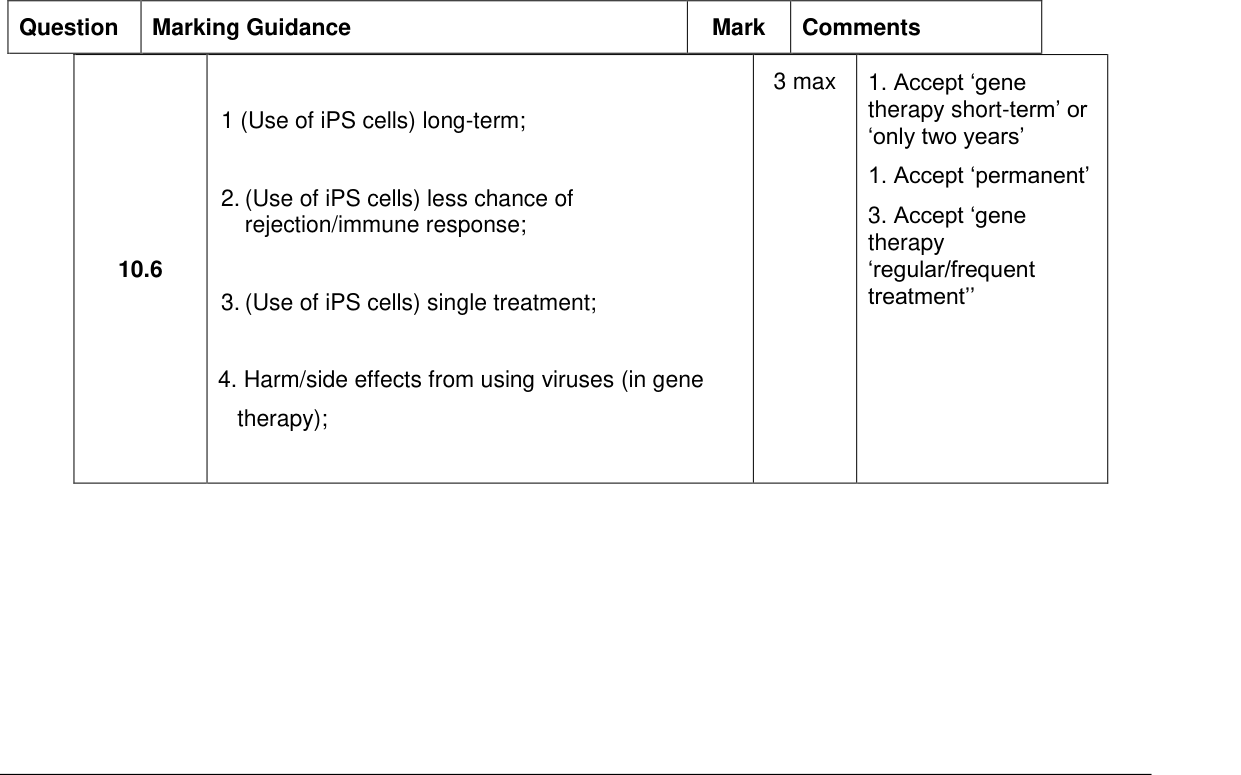 Question Marking Guidance Mark Comments
10.6
1 (Use of iPS cells) long-term;
2. (Use of iPS cells) less chance of
rejection/immune response;
3. (Use of iPS cells) single treatment;
4. Harm/side effects from using viruses (in gene
therapy);
3 max
1. Accept ‘gene
therapy short-term’ or
‘only two years’
1. Accept ‘permanent’
3. Accept ‘gene
therapy
‘regular/frequent
treatment’’